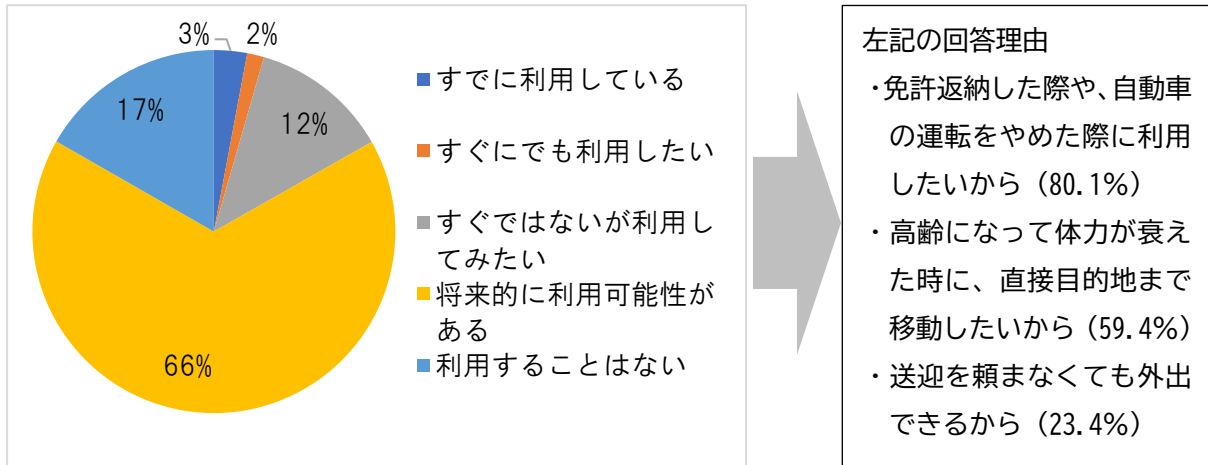 3%
2%
17%
12%
66%
すでに利用している
すぐにでも利用したい
すぐではないが利用し
てみたい
将来的に利用可能性が
ある
利用することはない
左記の回答理由
・免許返納した際や、自動車
の運転をやめた際に利用
したいから（80.1%）
・高齢になって体力が衰え
た時に、直接目的地まで
移動したいから（59.4%）
・送迎を頼まなくても外出
できるから（23.4%）